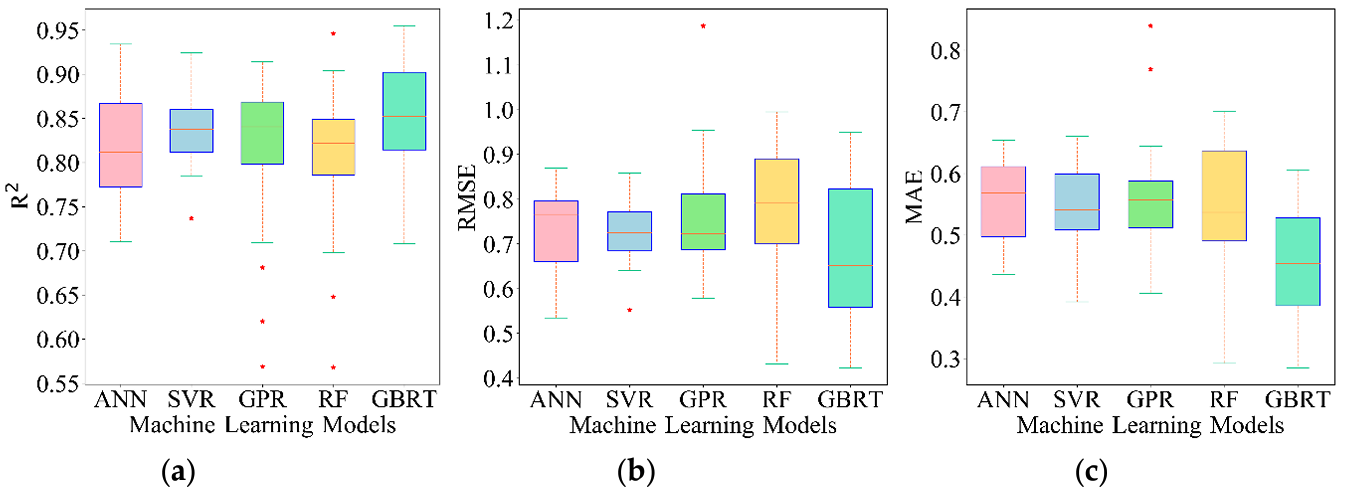 0.95
0.90
0.85
0.80
0.75
0.70
0.65
0.60
0.55
R²
ANN SVR GPR RF GBRT
Machine Learning Models
(a)
1.2
1.1
1.0
0.9
0.8
0.7
0.6
0.5
0.4
RMSE
ANN SVR GPR RF GBRT
Machine Learning Models
(b)
0.8
0.7
0.6
0.5
0.4
0.3
MAE
ANN SVR GPR RF GBRT
Machine Learning Models
(c)